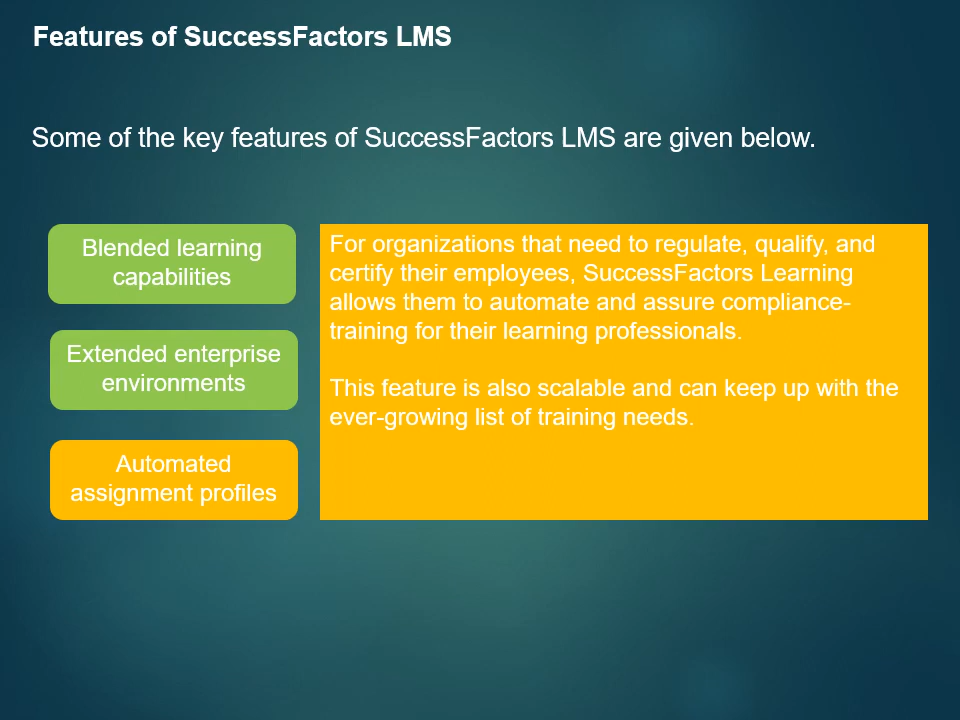 Features of SuccessFactors LMS
Some of the key features of SuccessFactors LMS are given below.
Blended learning
capabilities
Extended enterprise
environments
Automated
assignment profiles
For organizations that need to regulate, qualify, and
certify their employees, SuccessFactors Learning
allows them to automate and assure compliance-
training for their learning professionals.
This feature is also scalable and can keep up with the
ever-growing list of training needs.